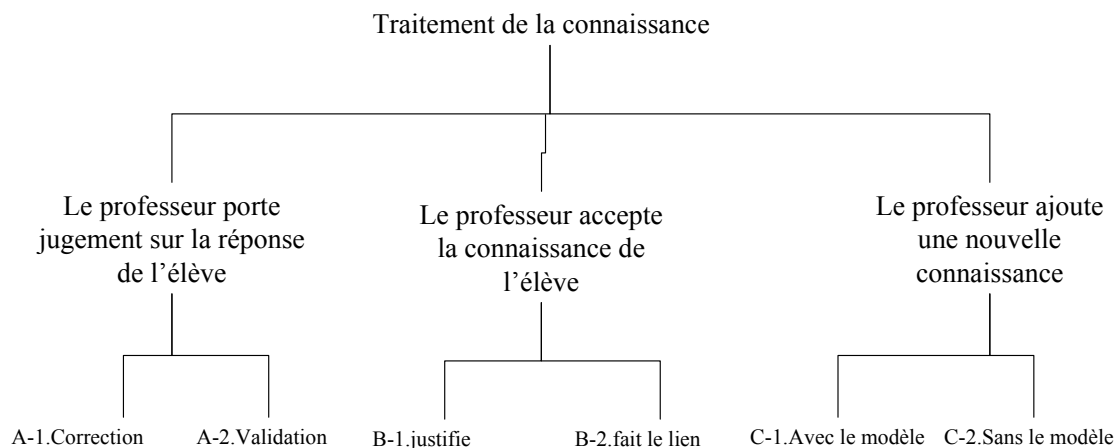 Traitement de la connaissance
Le professeur porte
jugement sur la réponse
de l’élève
Le professeur accepte
la connaissance de
l’élève
Le professeur ajoute
une nouvelle
connaissance
A-1.Correction
A-2.Validation
B-1.justifie
B-2.fait le lien
C-1.Avec le modèle
C-2.Sans le modèle